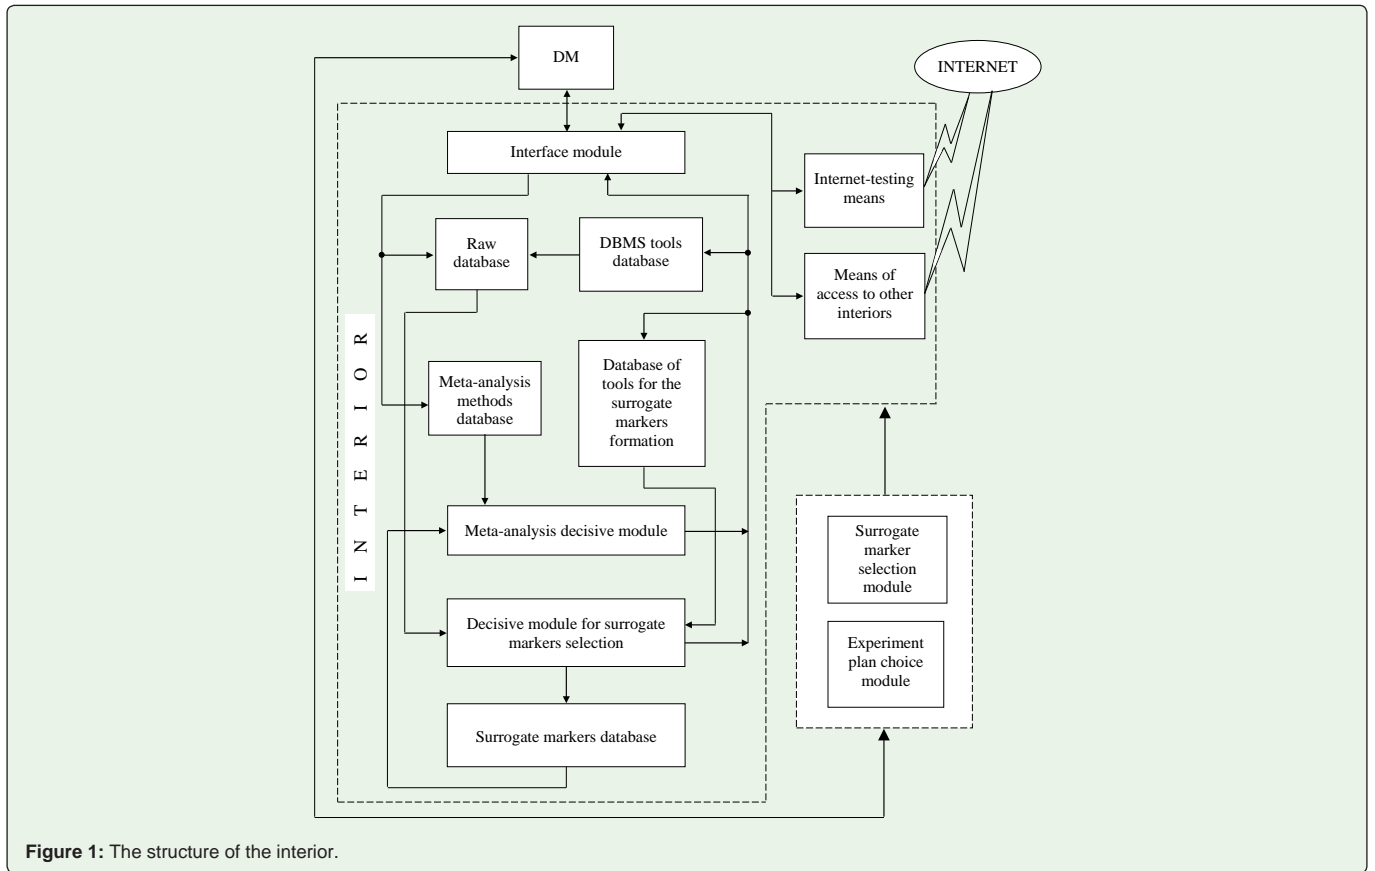 DM
INTERNET
Interface module
Internet-testing
means
Raw
database
DBMS tools
database
Means of
access to other
interiors
INTERIOR
Meta-analysis
methods
database
Database of
tools for the
surrogate
markers
formation
Meta-analysis decisive module
Surrogate
marker
selection
module
Decisive module for surrogate
markers selection
Experiment
plan choice
module
Surrogate markers database
Figure 1: The structure of the interior.